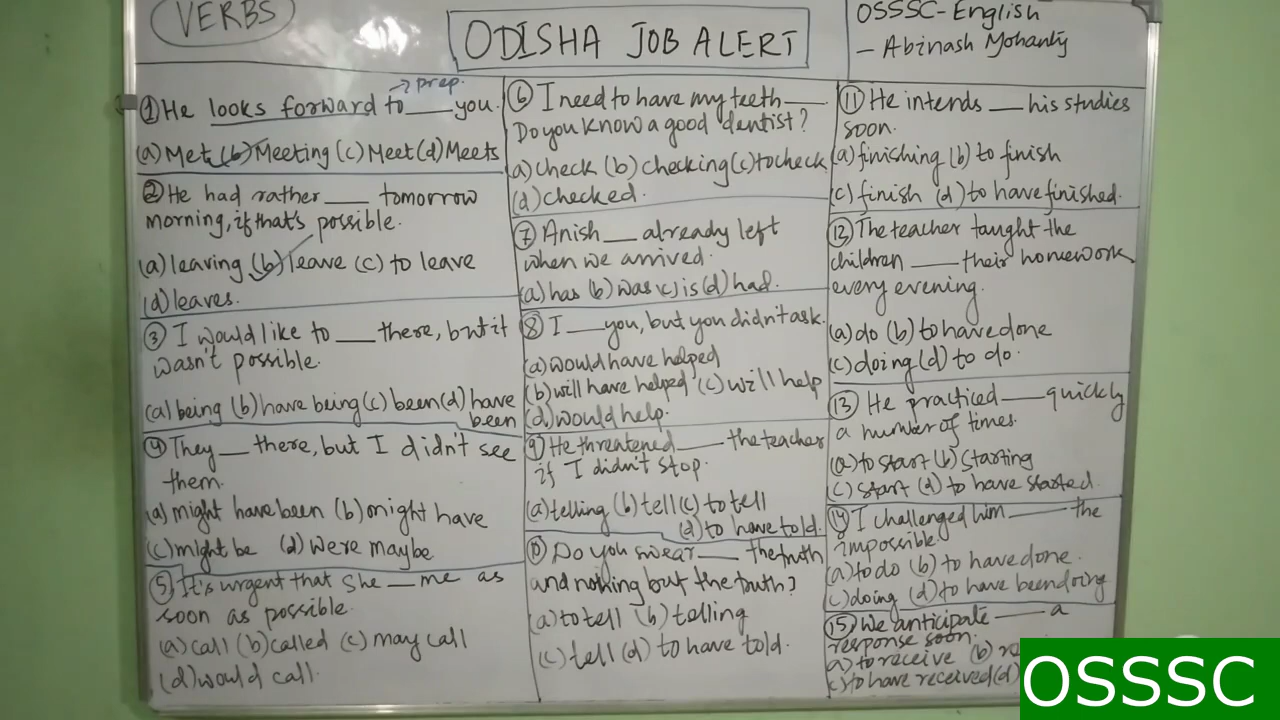 VERBS
ODISHA JOB ALERT
OSSSC-English
- Abinash Mohanty
→ prep.
① He looks forward to ___ you.
(a) Met (b) Meeting (c) Meet (d) Meets
② He had rather ___ tomorrow
morning, if that's possible.
(a) leaving (b) leave (c) to leave
(d) leaves.
③ I would like to ___ there, but it
wasn't possible.
(a) being (b) have being (c) been (d) have
been
④ They ___ there, but I didn't see
them.
(a) might have been (b) might have
(c) might be (d) were maybe
⑤ It's urgent that she ___ me as
soon as possible.
(a) call (b) called (c) may call
(d) would call.
⑥ I need to have my teeth ___.
Do you know a good dentist?
(a) check (b) checking (c) to check
(d) checked.
⑦ Anish ___ already left
when we arrived.
(a) has (b) was (c) is (d) had.
⑧ I ___ you, but you didn't ask.
(a) would have helped
(b) will have helped (c) will help
(d) would help.
⑨ He threatened ___ the teacher
if I didn't stop.
(a) telling (b) tell (c) to tell
(d) to have told.
⑩ Do you swear ___ the truth
and nothing but the truth?
(a) to tell (b) telling
(c) tell (d) to have told.
⑪ He intends ___ his studies
soon.
(a) finishing (b) to finish
(c) finish (d) to have finished.
⑫ The teacher taught the
children ___ their homework
every evening.
(a) do (b) to have done
(c) doing (d) to do.
⑬ He practiced ___ quickly
a number of times.
(a) to start (b) starting
(c) start (d) to have started.
⑭ I challenged him ___ the
impossible.
(a) to do (b) to have done.
(c) doing (d) to have been doing
⑮ We anticipate ___ a
response soon.
a) to receive (b)
c) to have received (d)
OSSSC